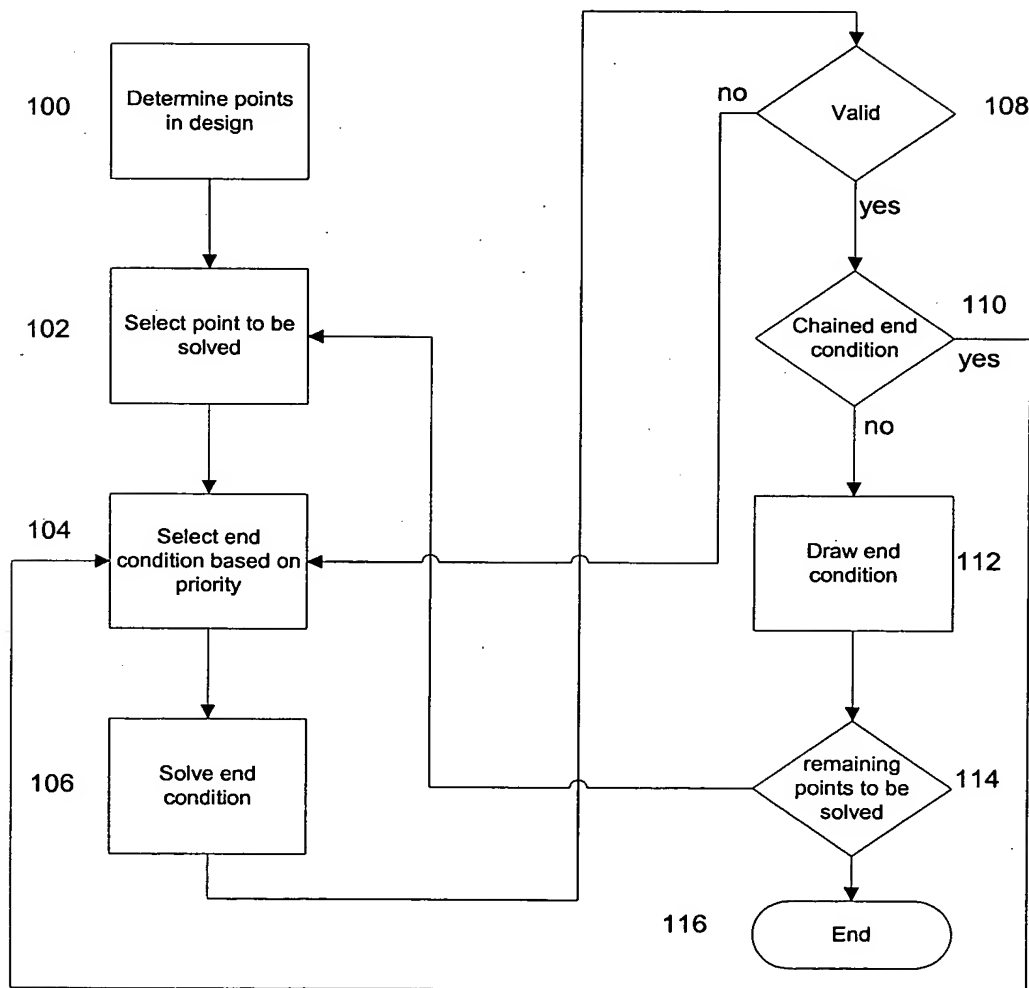 100
Determine points
in design
102
Select point to be
solved
104
Select end
condition based on
priority
106
Solve end
condition
no
Valid
108
yes
110
Chained end
condition
yes
no
Draw end
condition
112
remaining
points to be
solved
114
116
End